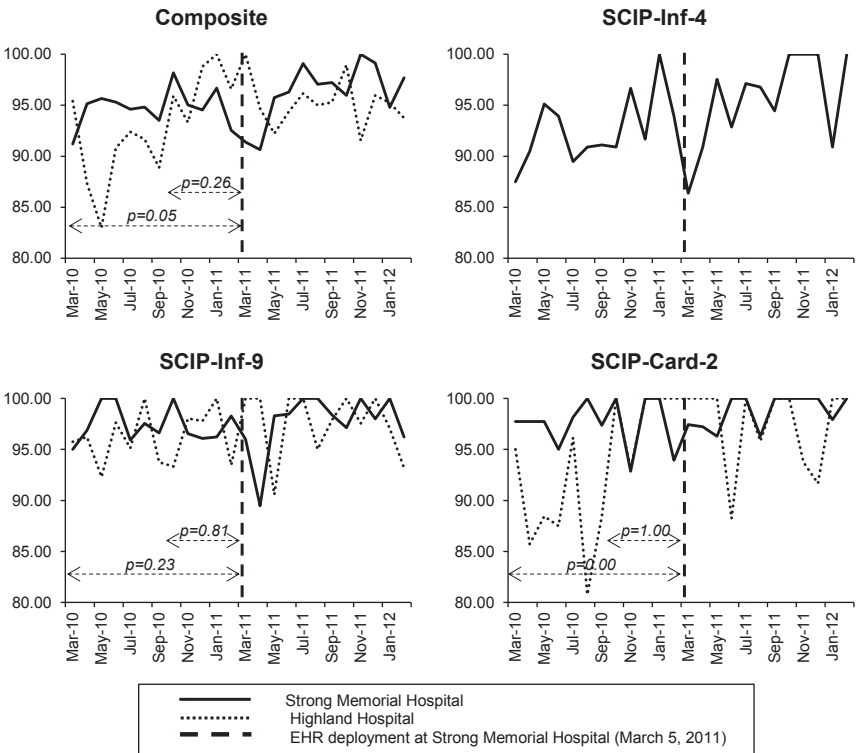 Composite
100.00
95.00
90.00
85.00
80.00
p=0.26
p=0.05
Mar-10
May-10
Jul-10
Sep-10
Nov-10
Jan-11
Mar-11
May-11
Jul-11
Sep-11
Nov-11
Jan-12
SCIP-Inf-4
100.00
95.00
90.00
85.00
80.00
Mar-10
May-10
Jul-10
Sep-10
Nov-10
Jan-11
Mar-11
May-11
Jul-11
Sep-11
Nov-11
Jan-12
SCIP-Inf-9
100.00
95.00
90.00
85.00
80.00
p=0.81
p=0.23
Mar-10
May-10
Jul-10
Sep-10
Nov-10
Jan-11
Mar-11
May-11
Jul-11
Sep-11
Nov-11
Jan-12
SCIP-Card-2
100.00
95.00
90.00
85.00
80.00
p=1.00
p=0.00
Mar-10
May-10
Jul-10
Sep-10
Nov-10
Jan-11
Mar-11
May-11
Jul-11
Sep-11
Nov-11
Jan-12
Strong Memorial Hospital
Highland Hospital
EHR deployment at Strong Memorial Hospital (March 5, 2011)